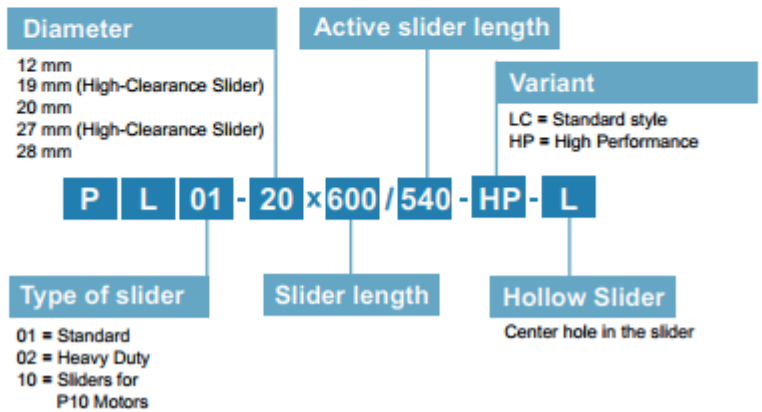 Diameter
12 mm
19 mm (High-Clearance Slider)
20 mm
27 mm (High-Clearance Slider)
28 mm
Active slider length
Variant
LC = Standard style
HP = High Performance
P L 01 - 20 x 600 / 540 - HP - L
Type of slider
01 = Standard
02 = Heavy Duty
10 = Sliders for
P10 Motors
Slider length
Hollow Slider
Center hole in the slider